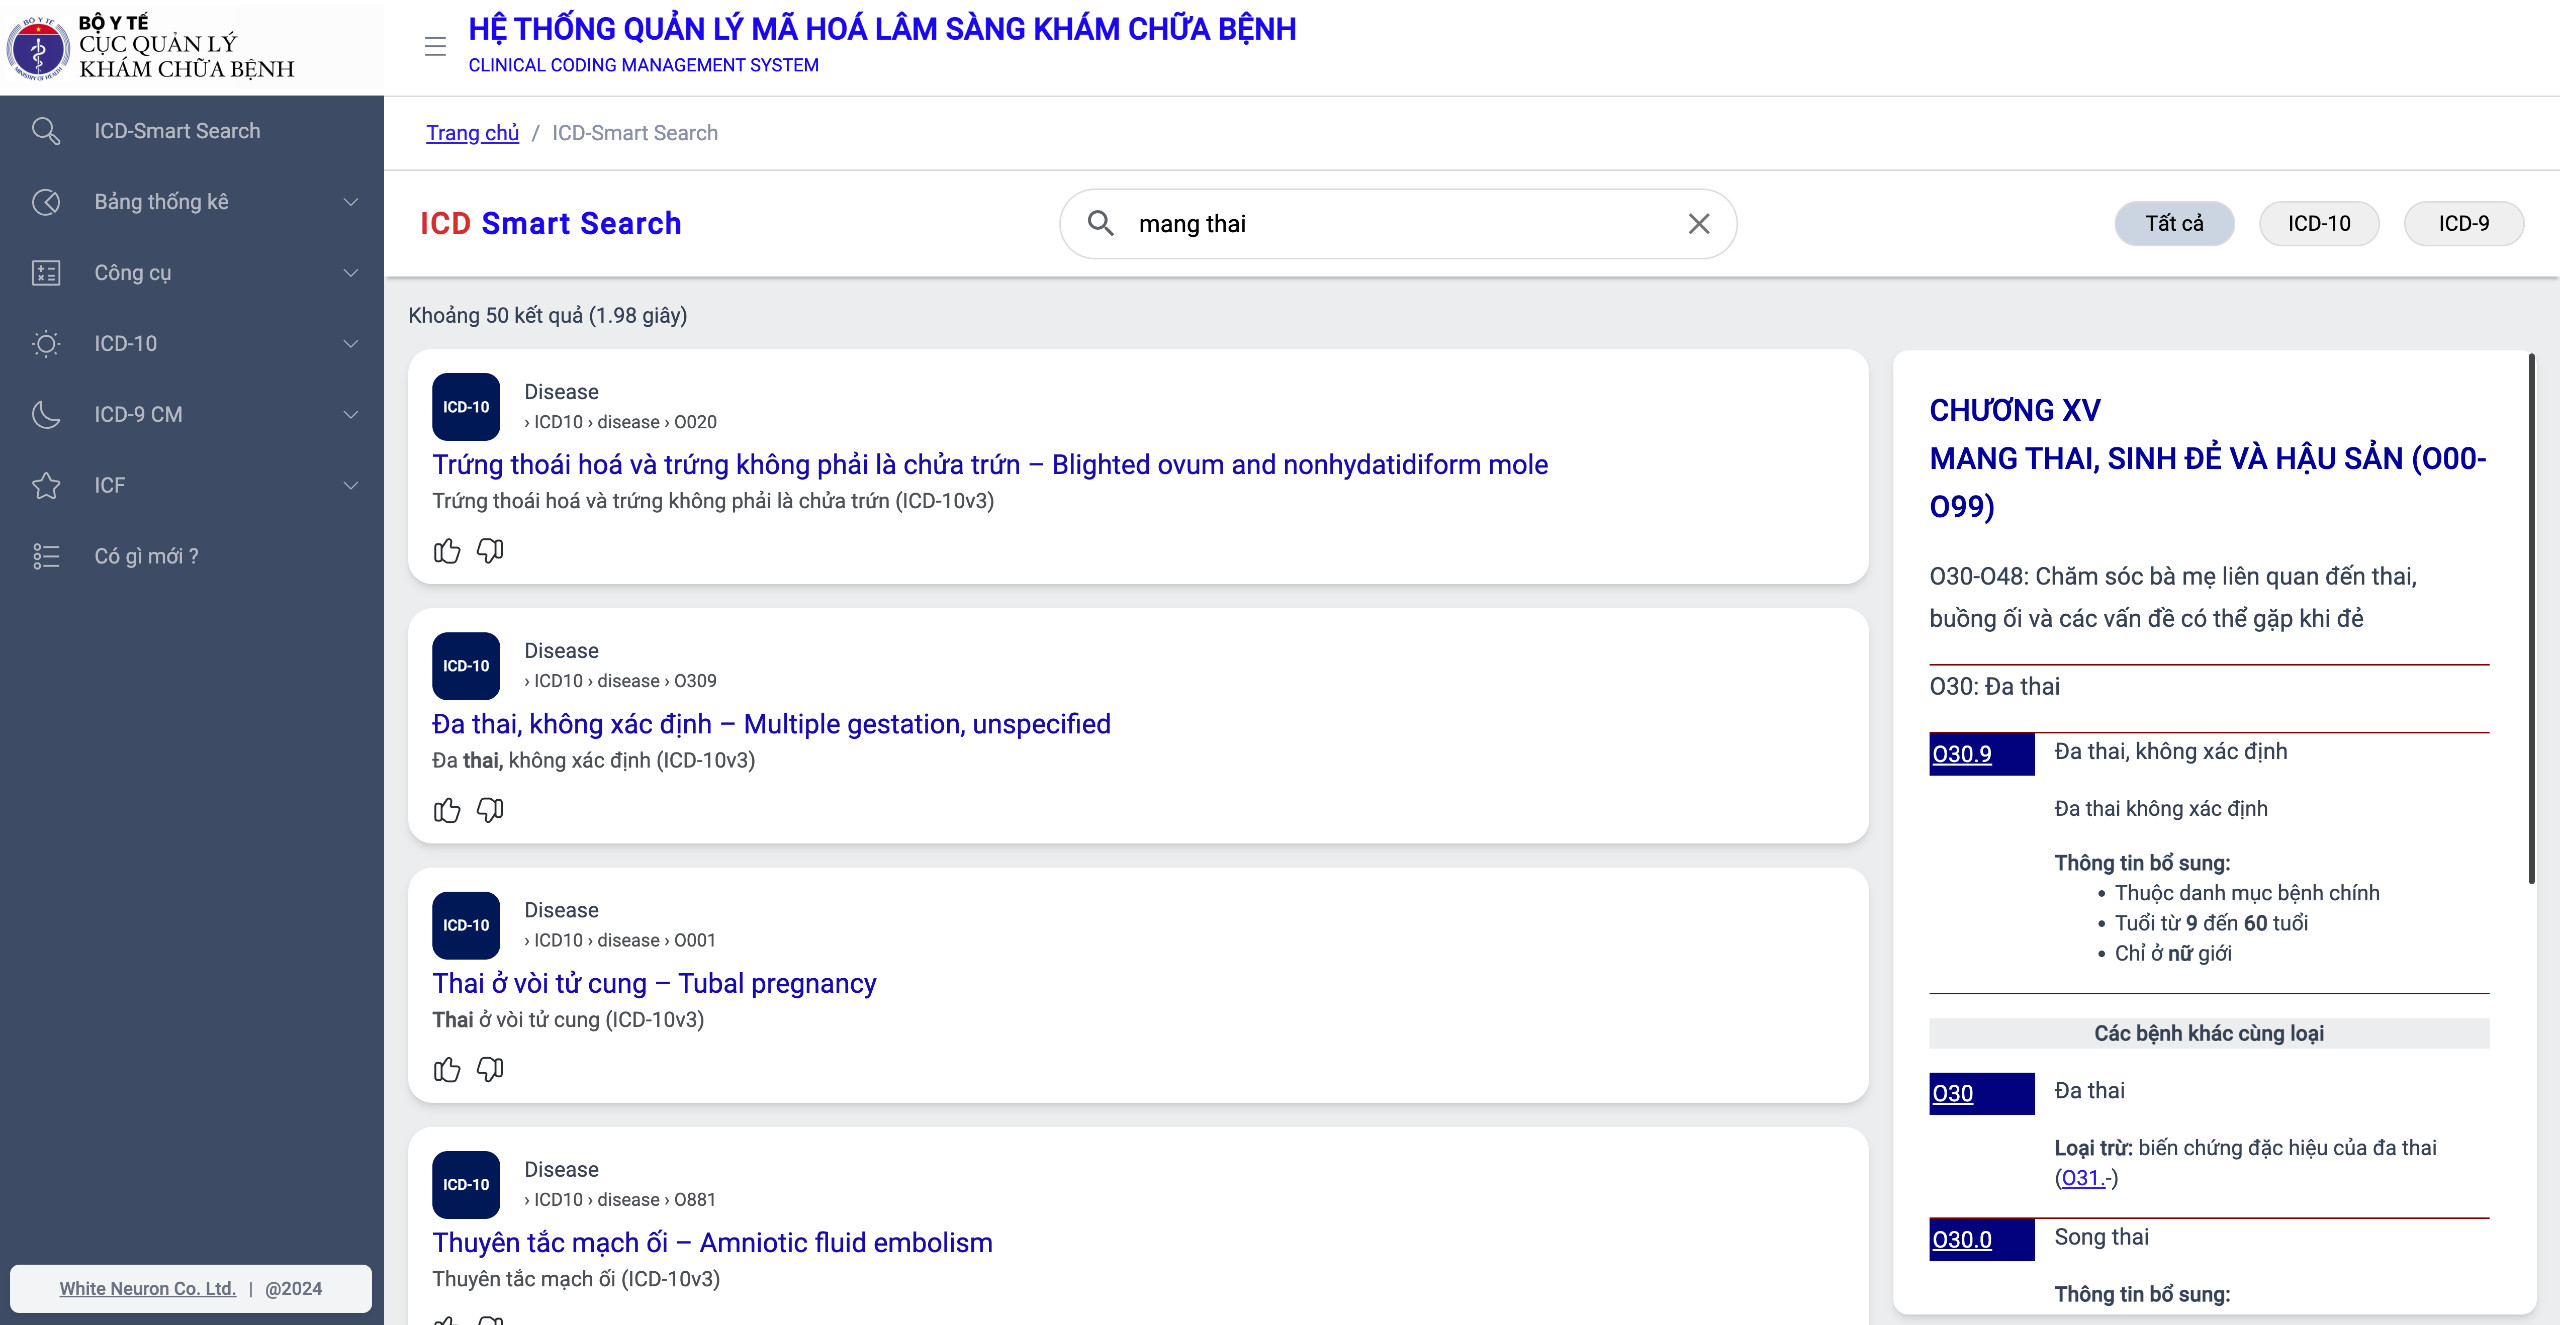 BỘ Y TẾ
CỤC QUẢN LÝ
KHÁM CHỮA BỆNH
HỆ THỐNG QUẢN LÝ MÃ HOÁ LÂM SÀNG KHÁM CHỮA BỆNH
CLINICAL CODING MANAGEMENT SYSTEM
ICD-Smart Search
Bảng thống kê
Công cụ
ICD-10
ICD-9 CM
ICF
Có gì mới ?
White Neuron Co. Ltd. | @2024
Trang chủ / ICD-Smart Search
ICD Smart Search
mang thai
Tất cả
ICD-10
ICD-9
Khoảng 50 kết quả (1.98 giây)
ICD-10
Disease
› ICD10 › disease › O020
Trứng thoái hoá và trứng không phải là chửa trứn – Blighted ovum and nonhydatidiform mole
Trứng thoái hoá và trứng không phải là chửa trứn (ICD-10v3)
ICD-10
Disease
› ICD10 › disease › O309
Đa thai, không xác định – Multiple gestation, unspecified
Đa thai, không xác định (ICD-10v3)
ICD-10
Disease
› ICD10 › disease › O001
Thai ở vòi tử cung – Tubal pregnancy
Thai ở vòi tử cung (ICD-10v3)
ICD-10
Disease
› ICD10 › disease › O881
Thuyên tắc mạch ối – Amniotic fluid embolism
Thuyên tắc mạch ối (ICD-10v3)
CHƯƠNG XV
MANG THAI, SINH ĐẺ VÀ HẬU SẢN (O00-
O99)
O30-O48: Chăm sóc bà mẹ liên quan đến thai,
buồng ối và các vấn đề có thể gặp khi đẻ
O30: Đa thai
O30.9 Đa thai, không xác định
Đa thai không xác định
Thông tin bổ sung:
• Thuộc danh mục bệnh chính
• Tuổi từ 9 đến 60 tuổi
• Chỉ ở nữ giới
Các bệnh khác cùng loại
O30 Đa thai
Loại trừ: biến chứng đặc hiệu của đa thai
(O31.-)
O30.0 Song thai
Thông tin bổ sung: